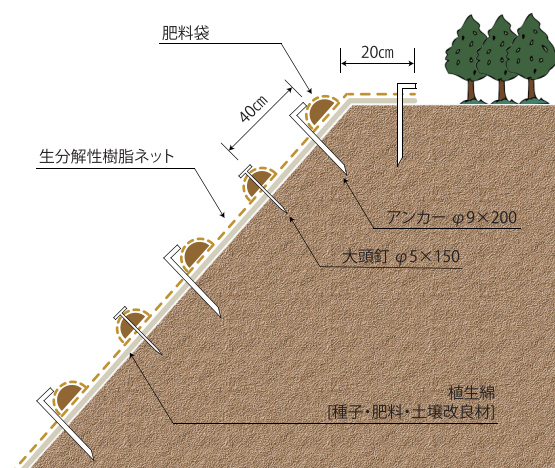 肥料袋
20cm
40cm
生分解性樹脂ネット
アンカー φ9×200
大頭釘 φ5×150
植生綿
[種子・肥料・土壌改良材]